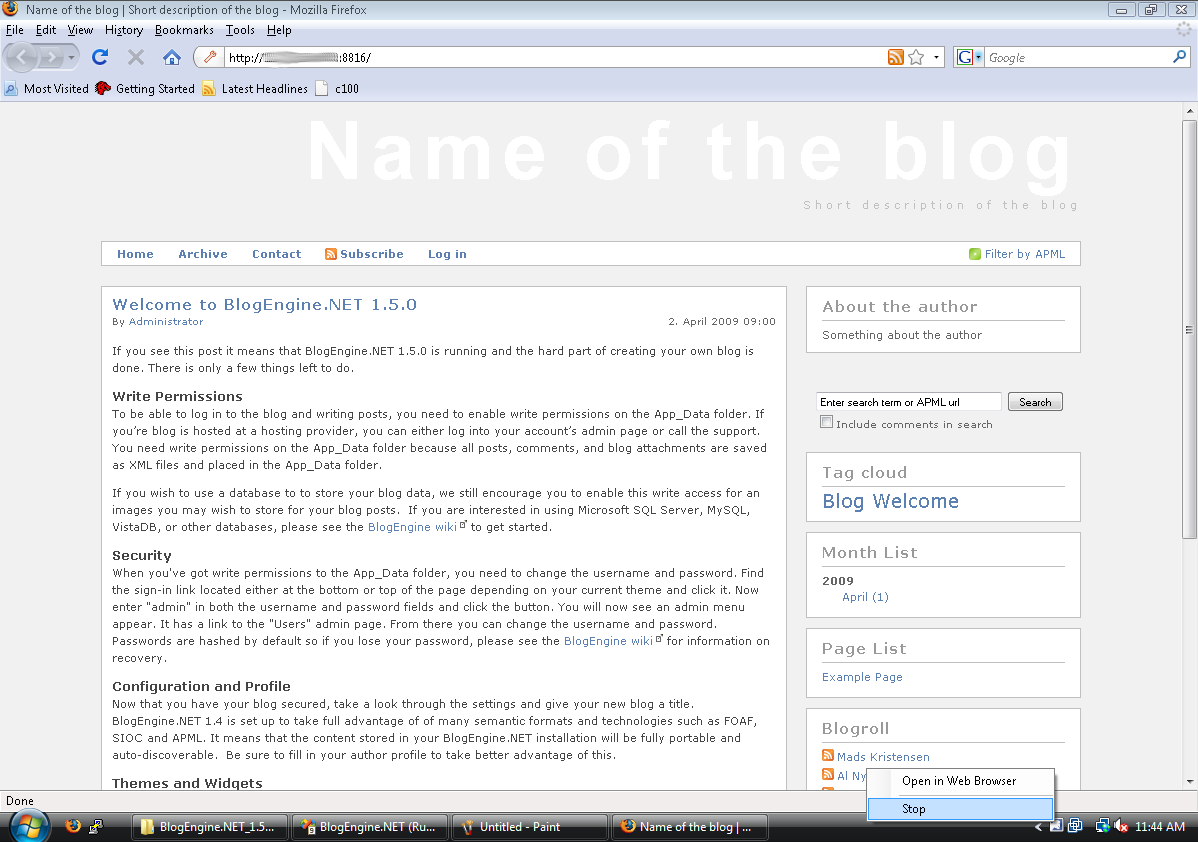 Name of the blog | Short description of the blog - Mozilla Firefox
File Edit View History Bookmarks Tools Help
http:// :8816/
Google
Most Visited Getting Started Latest Headlines c100
Name of the blog
Short description of the blog
Home Archive Contact Subscribe Log in Filter by APML
Welcome to BlogEngine.NET 1.5.0
By Administrator 2. April 2009 09:00
If you see this post it means that BlogEngine.NET 1.5.0 is running and the hard part of creating your own blog is
done. There is only a few things left to do.
Write Permissions
To be able to log in to the blog and writing posts, you need to enable write permissions on the App_Data folder. If
you're blog is hosted at a hosting provider, you can either log into your account's admin page or call the support.
You need write permissions on the App_Data folder because all posts, comments, and blog attachments are saved
as XML files and placed in the App_Data folder.
If you wish to use a database to to store your blog data, we still encourage you to enable this write access for an
images you may wish to store for your blog posts.  If you are interested in using Microsoft SQL Server, MySQL,
VistaDB, or other databases, please see the BlogEngine wiki to get started.
Security
When you've got write permissions to the App_Data folder, you need to change the username and password. Find
the sign-in link located either at the bottom or top of the page depending on your current theme and click it. Now
enter "admin" in both the username and password fields and click the button. You will now see an admin menu
appear. It has a link to the "Users" admin page. From there you can change the username and password.
Passwords are hashed by default so if you lose your password, please see the BlogEngine wiki for information on
recovery.
Configuration and Profile
Now that you have your blog secured, take a look through the settings and give your new blog a title.
BlogEngine.NET 1.4 is set up to take full advantage of of many semantic formats and technologies such as FOAF,
SIOC and APML. It means that the content stored in your BlogEngine.NET installation will be fully portable and
auto-discoverable.  Be sure to fill in your author profile to take better advantage of this.
Themes and Widgets
About the author
Something about the author
Enter search term or APML url Search
Include comments in search
Tag cloud
Blog Welcome
Month List
2009
April (1)
Page List
Example Page
Blogroll
Mads Kristensen
Al Ny
Open in Web Browser
Stop
Done
BlogEngine.NET_1.5... BlogEngine.NET (Ru... Untitled - Paint Name of the blog | ... 11:44 AM